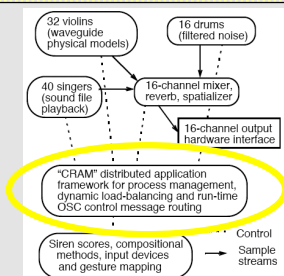 32 violins
(waveguide
physical models)
16 drums
(filtered noise)
40 singers
(sound file
playback)
16-channel mixer,
reverb, spatializer
16-channel output
hardware interface
“CRAM” distributed application
framework for process management,
dynamic load-balancing and run-time
OSC control message routing
Siren scores, compositional
methods, input devices
and gesture mapping
Control
Sample
streams